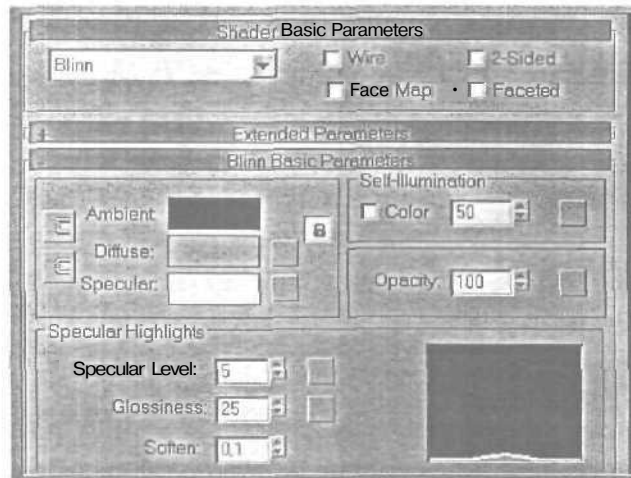 Shader Basic Parameters
Blinn
Wire
2-Sided
Face Map
Faceted
+ Extended Parameters
- Blinn Basic Parameters
Ambient:
Diffuse:
Specular:
Self-Illumination
Color 50
Opacity: 100
Specular Highlights
Specular Level: 5
Glossiness: 25
Soften: 0,1